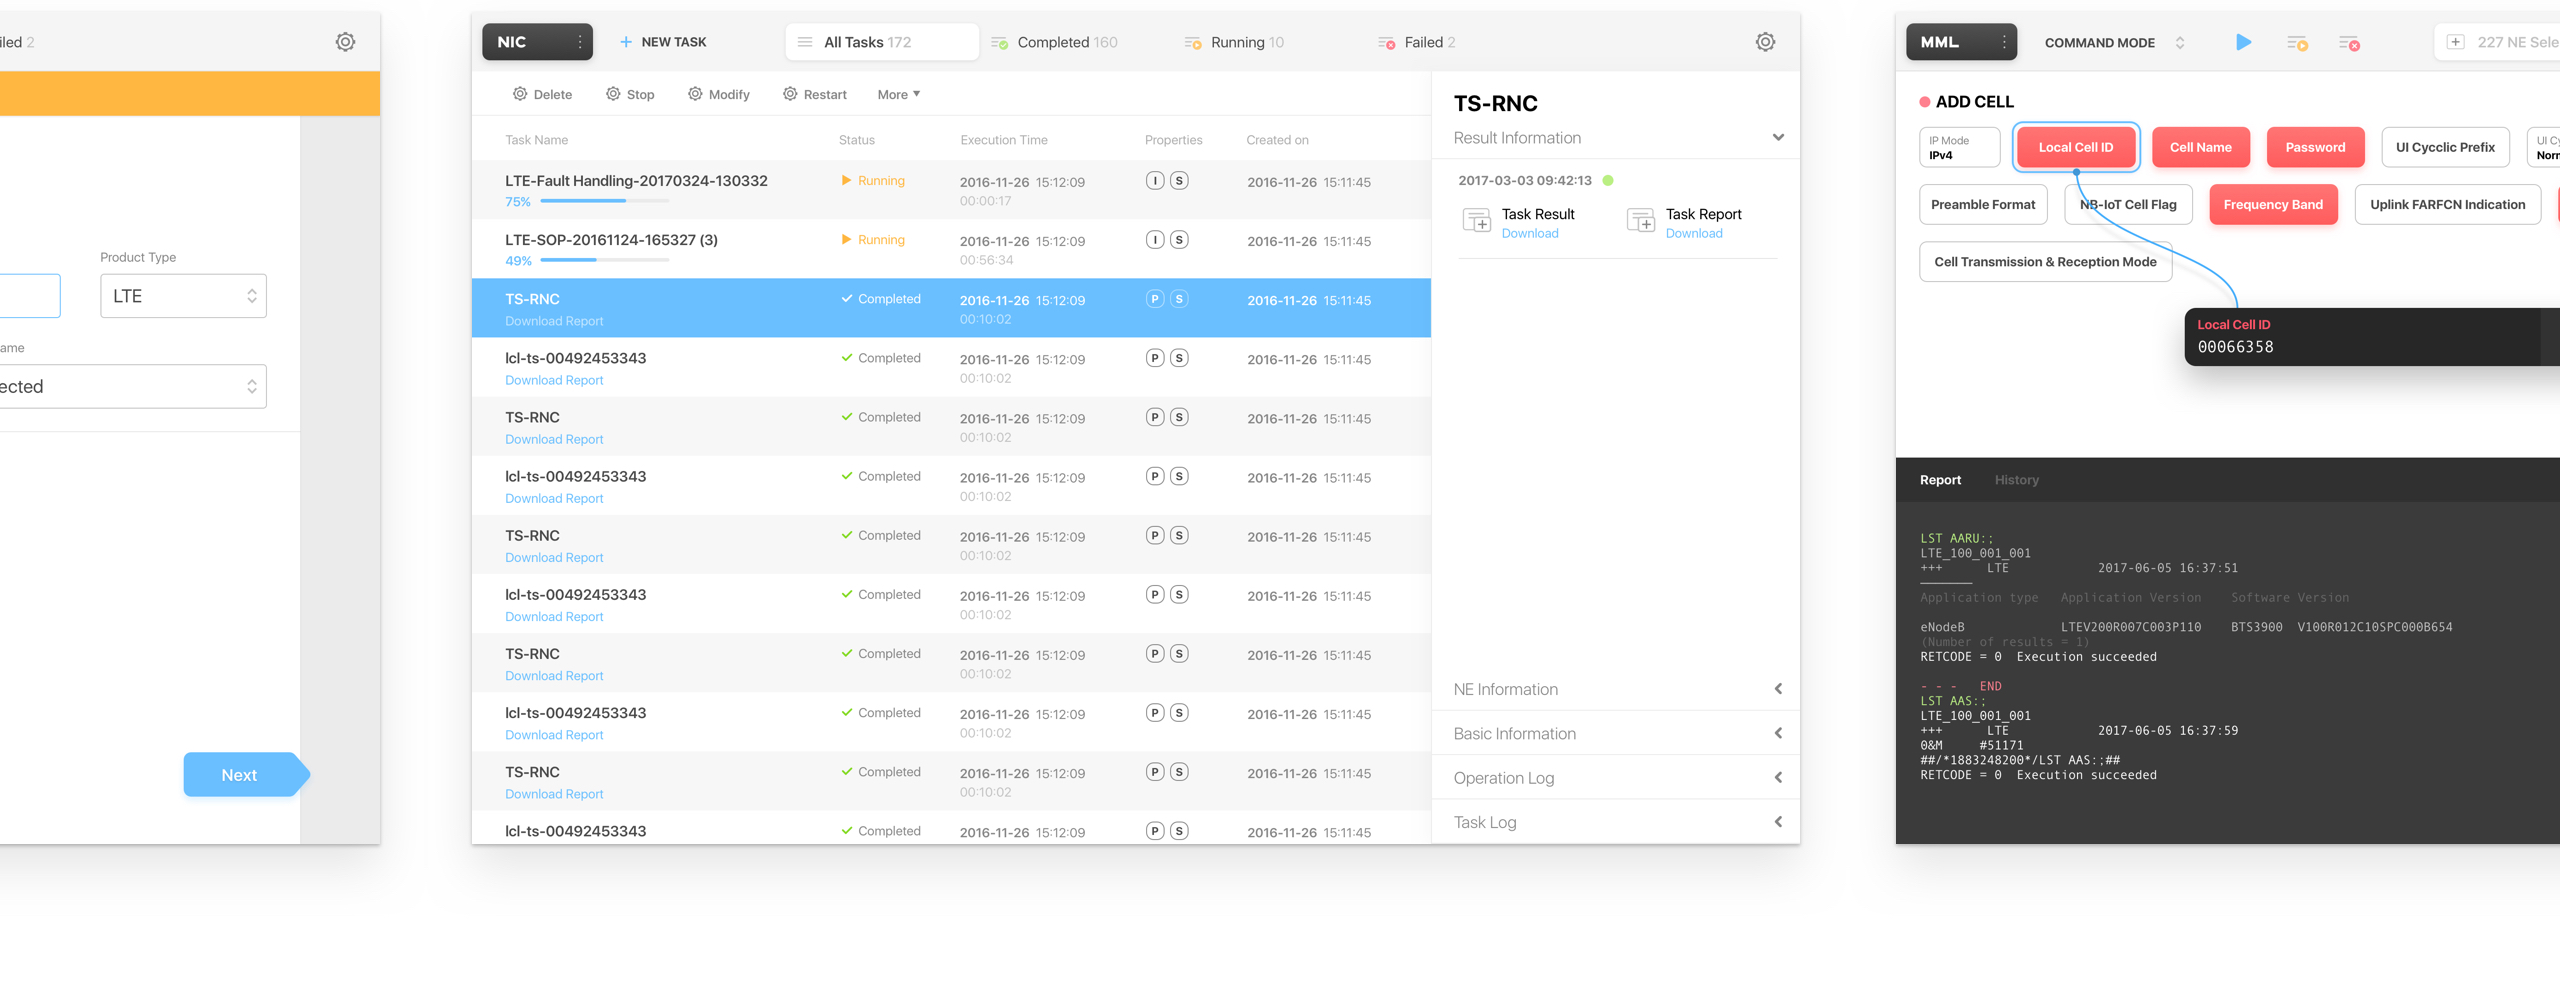 iled 2
Product Type
LTE
ame
ected
Next
NIC
NEW TASK
All Tasks 172
Completed 160
Running 10
Failed 2
Delete
Stop
Modify
Restart
More
Task Name Status Execution Time Properties Created on
LTE-Fault Handling-20170324-130332 Running 2016-11-26 15:12:09 I S 2016-11-26 15:11:45
75% 00:00:17
LTE-SOP-20161124-165327 (3) Running 2016-11-26 15:12:09 I S 2016-11-26 15:11:45
49% 00:56:34
TS-RNC Completed 2016-11-26 15:12:09 P S 2016-11-26 15:11:45
Download Report 00:10:02
lcl-ts-00492453343 Completed 2016-11-26 15:12:09 P S 2016-11-26 15:11:45
Download Report 00:10:02
TS-RNC Completed 2016-11-26 15:12:09 P S 2016-11-26 15:11:45
Download Report 00:10:02
lcl-ts-00492453343 Completed 2016-11-26 15:12:09 P S 2016-11-26 15:11:45
Download Report 00:10:02
TS-RNC Completed 2016-11-26 15:12:09 P S 2016-11-26 15:11:45
Download Report 00:10:02
lcl-ts-00492453343 Completed 2016-11-26 15:12:09 P S 2016-11-26 15:11:45
Download Report 00:10:02
TS-RNC Completed 2016-11-26 15:12:09 P S 2016-11-26 15:11:45
Download Report 00:10:02
lcl-ts-00492453343 Completed 2016-11-26 15:12:09 P S 2016-11-26 15:11:45
Download Report 00:10:02
TS-RNC Completed 2016-11-26 15:12:09 P S 2016-11-26 15:11:45
Download Report 00:10:02
lcl-ts-00492453343 Completed 2016-11-26 15:12:09 P S 2016-11-26 15:11:45
TS-RNC
Result Information
2017-03-03 09:42:13
Task Result
Download
Task Report
Download
NE Information
Basic Information
Operation Log
Task Log
MML
COMMAND MODE
227 NE Sele
ADD CELL
IP Mode
IPv4
Local Cell ID
Cell Name
Password
UI Cycclic Prefix
UI Cy
Norm
Preamble Format
NB-IoT Cell Flag
Frequency Band
Uplink FARFCN Indication
Cell Transmission & Reception Mode
Local Cell ID
00066358
Report History
LST AARU:;
LTE_100_001_001
+++ LTE 2017-06-05 16:37:51
Application type Application Version Software Version
eNodeB LTEV200R007C003P110 BTS3900 V100R012C10SPC000B654
(Number of results = 1)
RETCODE = 0 Execution succeeded
- - - END
LST AAS:;
LTE_100_001_001
+++ LTE 2017-06-05 16:37:59
0&M #51171
##/*1883248200*/LST AAS:;##
RETCODE = 0 Execution succeeded